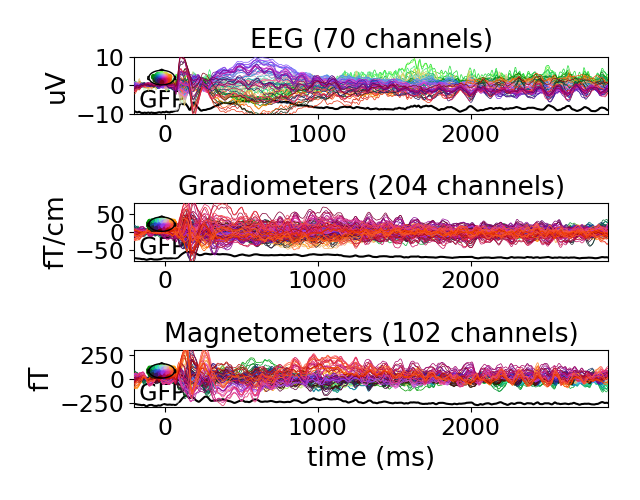 EEG (70 channels)
10
uV
0
GFP
−10
0
1000
2000
Gradiometers (204 channels)
50
fT/cm
0
GFP
−50
0
1000
2000
Magnetometers (102 channels)
250
fT
0
GFP
−250
0
1000
2000
time (ms)